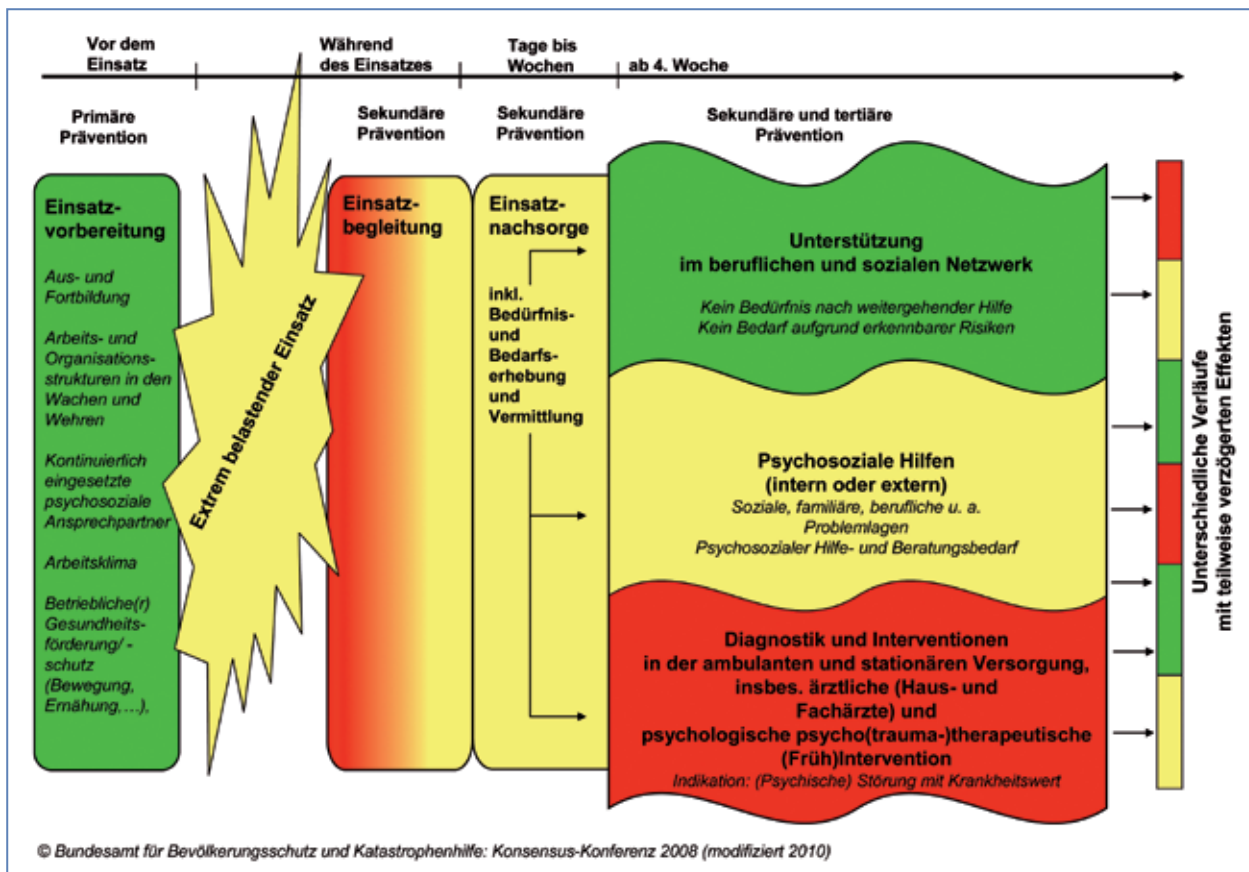 Vor dem
Einsatz
Während
des Einsatzes
Tage bis
Wochen
ab 4. Woche
Primäre
Prävention
Sekundäre
Prävention
Sekundäre
Prävention
Sekundäre und tertiäre
Prävention
Einsatz-
vorbereitung
Aus- und
Fortbildung
Arbeits- und
Organisations-
strukturen in den
Wachen und
Wehren
Kontinuierlich
eingesetzte
psychosoziale
Ansprechpartner
Arbeitsklima
Betriebliche(r)
Gesundheits-
förderung/ -
schutz
(Bewegung,
Ernährung,...),
Extrem belastender Einsatz
Einsatz-
begleitung
Einsatz-
nachsorge
inkl.
Bedürfnis-
und
Bedarfs-
erhebung
und
Vermittlung
Unterstützung
im beruflichen und sozialen Netzwerk
Kein Bedürfnis nach weitergehender Hilfe
Kein Bedarf aufgrund erkennbarer Risiken
Psychosoziale Hilfen
(intern oder extern)
Soziale, familiäre, berufliche u. a.
Problemlagen
Psychosozialer Hilfe- und Beratungsbedarf
Diagnostik und Interventionen
in der ambulanten und stationären Versorgung,
insbes. ärztliche (Haus- und
Fachärzte) und
psychologische psycho(trauma-)therapeutische
(Früh)Intervention
Indikation: (Psychische) Störung mit Krankheitswert
Unterschiedliche Verläufe
mit teilweise verzögerten Effekten
© Bundesamt für Bevölkerungsschutz und Katastrophenhilfe: Konsensus-Konferenz 2008 (modifiziert 2010)